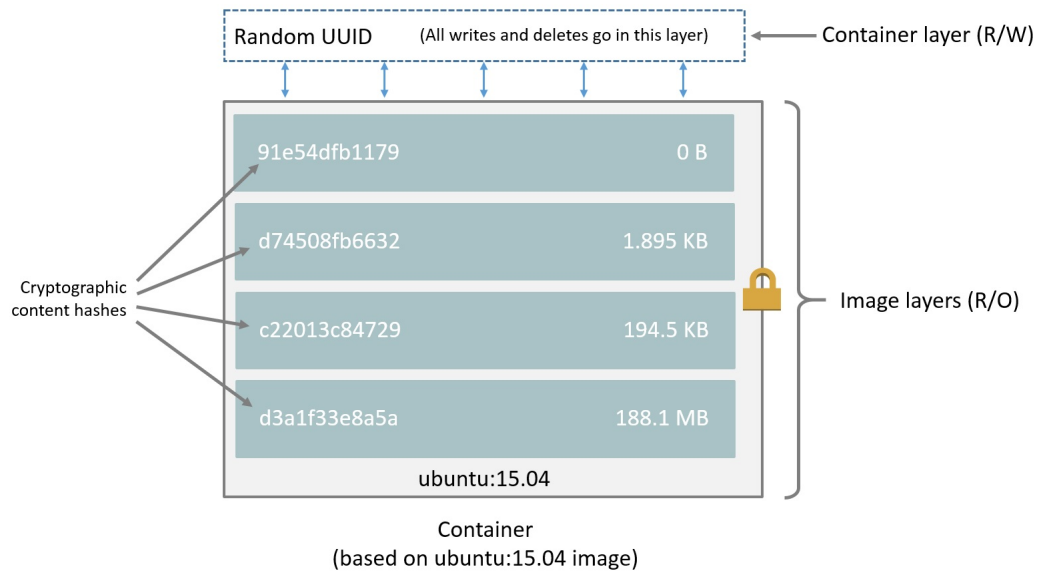 Random UUID (All writes and deletes go in this layer)
Container layer (R/W)
91e54dfb1179 0 B
d74508fb6632 1.895 KB
c22013c84729 194.5 KB
d3a1f33e8a5a 188.1 MB
ubuntu:15.04
Cryptographic
content hashes
Image layers (R/O)
Container
(based on ubuntu:15.04 image)